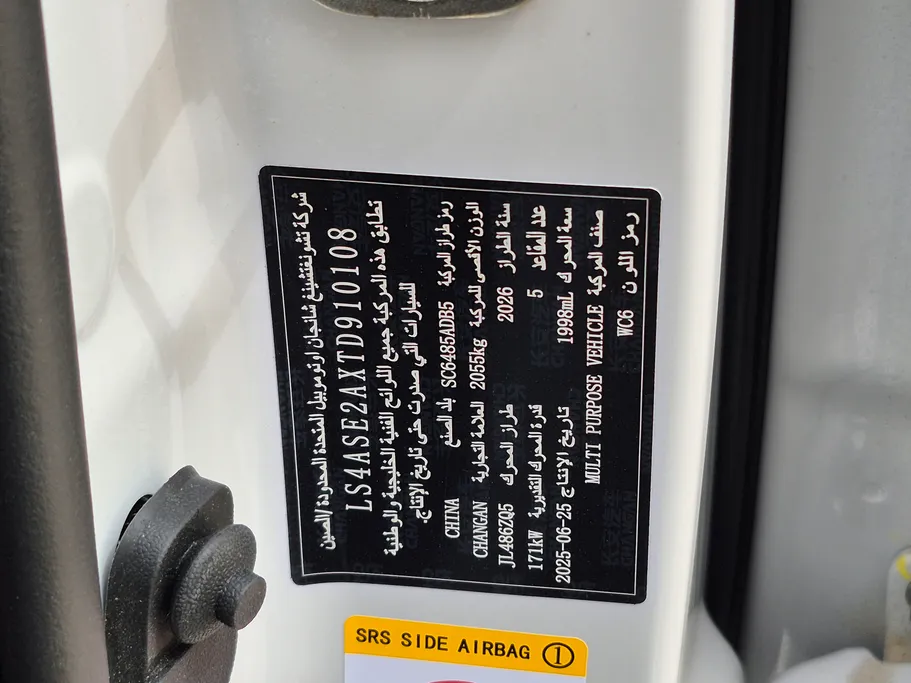 شركة تشونغتشينغ شانجان اوتوموبيل المتحدة المحدودة /الصين
LS4ASE2AXTD910108
تطابق هذه المركبة جميع اللوائح الفنية الخليجية والوطنية
للسيارات التي صدرت حتى تاريخ الإنتاج.
رمز طراز المركبة SC6485ADB5 بلد الصنع CHINA
الوزن الأقصى للمركبة 2055kg العلامة التجارية CHANGAN
سنة الطراز 2026 طراز المحرك JL486ZQ5
عدد المقاعد 5 قدرة المحرك التقديرية 171kW
سعة المحرك 1998mL تاريخ الإنتاج 2025-06-25
صنف المركبة MULTI PURPOSE VEHICLE
رمز اللون WC6
SRS SIDE AIRBAG 1